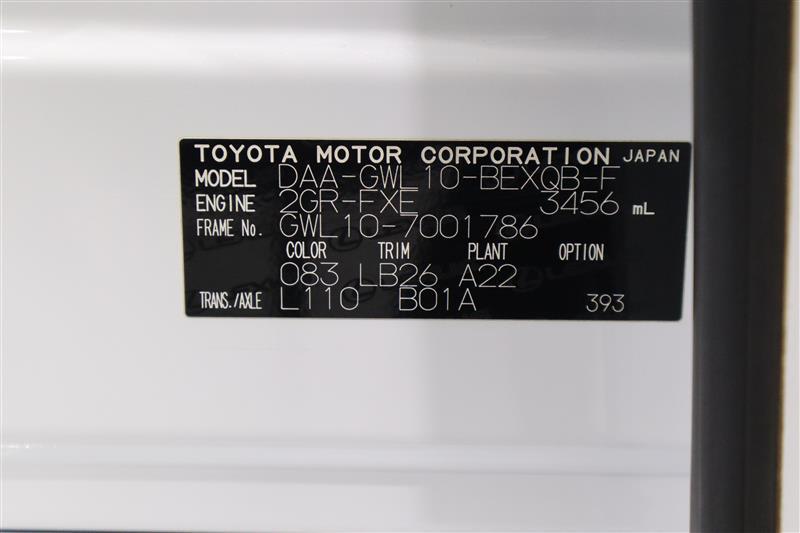 TOYOTA MOTOR CORPORATION JAPAN
MODEL DAA-GWL10-BEXQB-F
ENGINE 2GR-FXE 3456 mL
FRAME No. GWL10-7001786
COLOR TRIM PLANT OPTION
083 LB26 A22
TRANS./AXLE L110 B01A 393